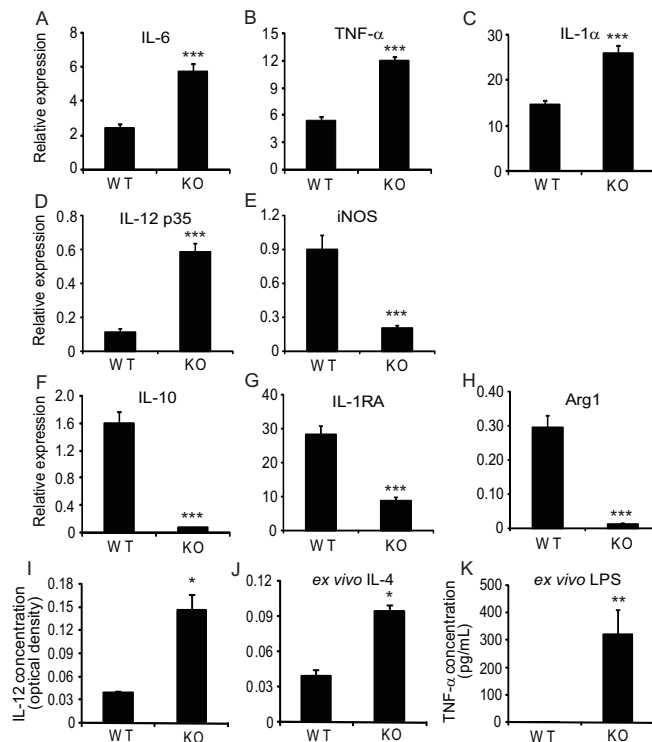 A
IL-6
Relative expression
8
6
4
2
0
***
WT
KO
B
TNF-α
15
12
9
6
3
0
***
WT
KO
C
IL-1α
30
20
10
0
***
WT
KO
D
IL-12 p35
Relative expression
0.8
0.6
0.4
0.2
0
***
WT
KO
E
iNOS
1.2
0.9
0.6
0.3
0
***
WT
KO
F
IL-10
Relative expression
2.0
1.6
1.2
0.8
0.4
0
***
WT
KO
G
IL-1RA
40
30
20
10
0
***
WT
KO
H
Arg1
0.40
0.30
0.20
0.10
0
***
WT
KO
I
IL-12 concentration
(optical density)
0.18
0.15
0.12
0.09
0.06
0.03
0
*
WT
KO
J
ex vivo IL-4
0.12
0.09
0.06
0.03
0
*
WT
KO
K
ex vivo LPS
TNF-α concentration
(pg/mL)
500
400
300
200
100
0
**
WT
KO